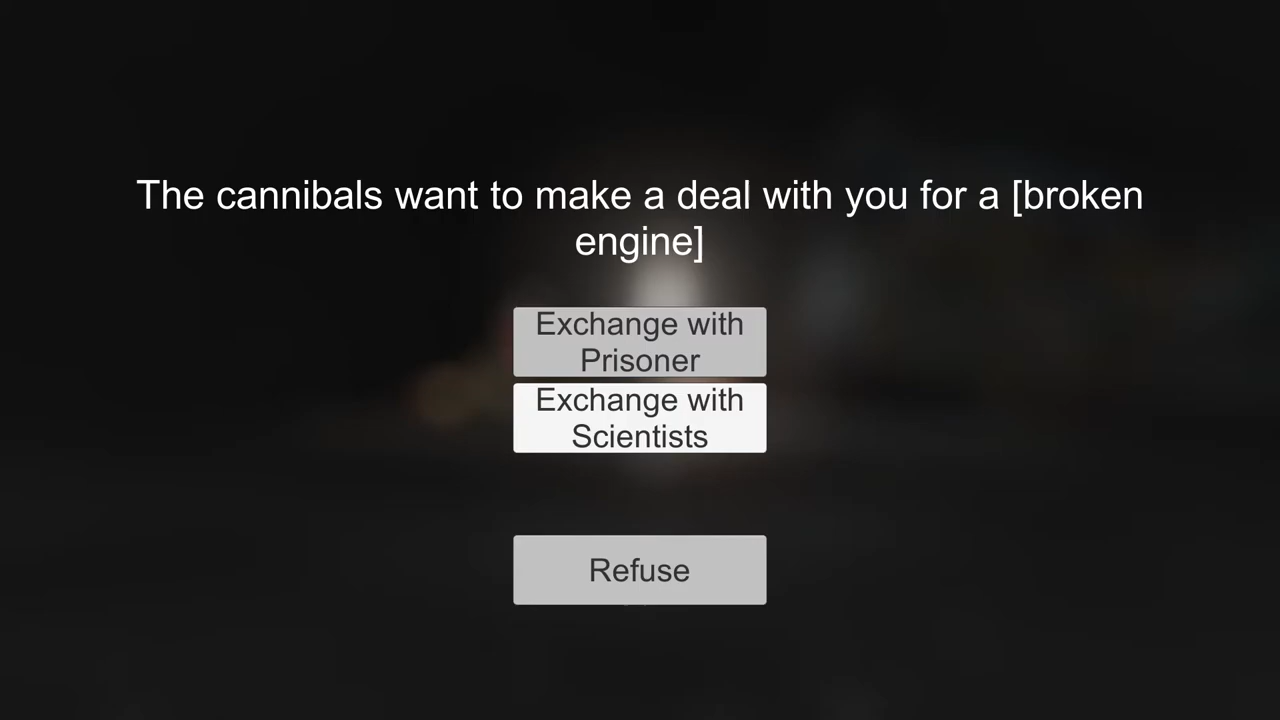 The cannibals want to make a deal with you for a [broken
engine]
Exchange with
Prisoner
Exchange with
Scientists
Refuse